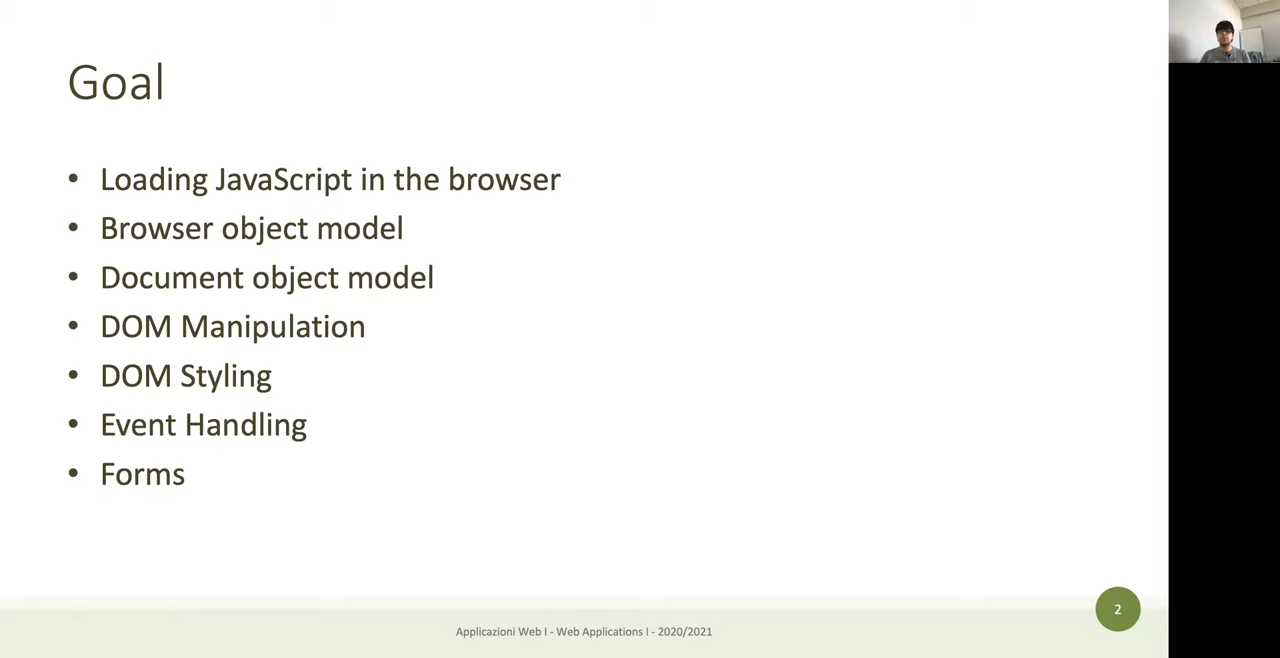 Goal
• Loading JavaScript in the browser
• Browser object model
• Document object model
• DOM Manipulation
• DOM Styling
• Event Handling
• Forms
2
Applicazioni Web I - Web Applications I - 2020/2021